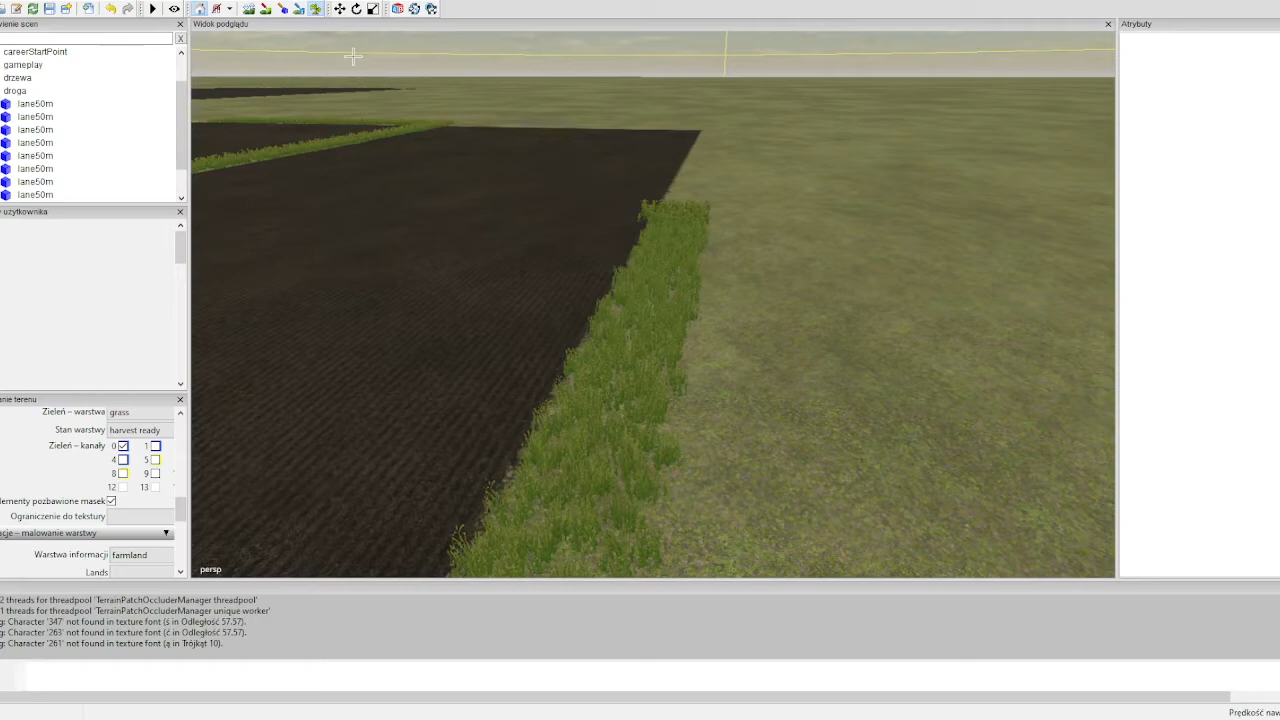 wienie scen
Widok podglądu
Atrybuty
X
careerStartPoint
gameplay
drzewa
droga
lane50m
lane50m
lane50m
lane50m
lane50m
lane50m
lane50m
lane50m
y użytkownika
anie terenu
Zieleń – warstwa grass
Stan warstwy harvest ready
Zieleń – kanały 0 1
4 5
8 9
12 13
lementy pozbawione masek
Ograniczenie do tekstury
acje – malowanie warstwy
Warstwa informacji farmland
Lands
persp
2 threads for threadpool 'TerrainPatchOccluderManager threadpool'
1 threads for threadpool 'TerrainPatchOccluderManager unique worker'
g: Character '347' not found in texture font (ś in Odległość 57.57).
g: Character '263' not found in texture font (ć in Odległość 57.57).
g: Character '261' not found in texture font (ą in Trójkąt 10).
Prędkość naw